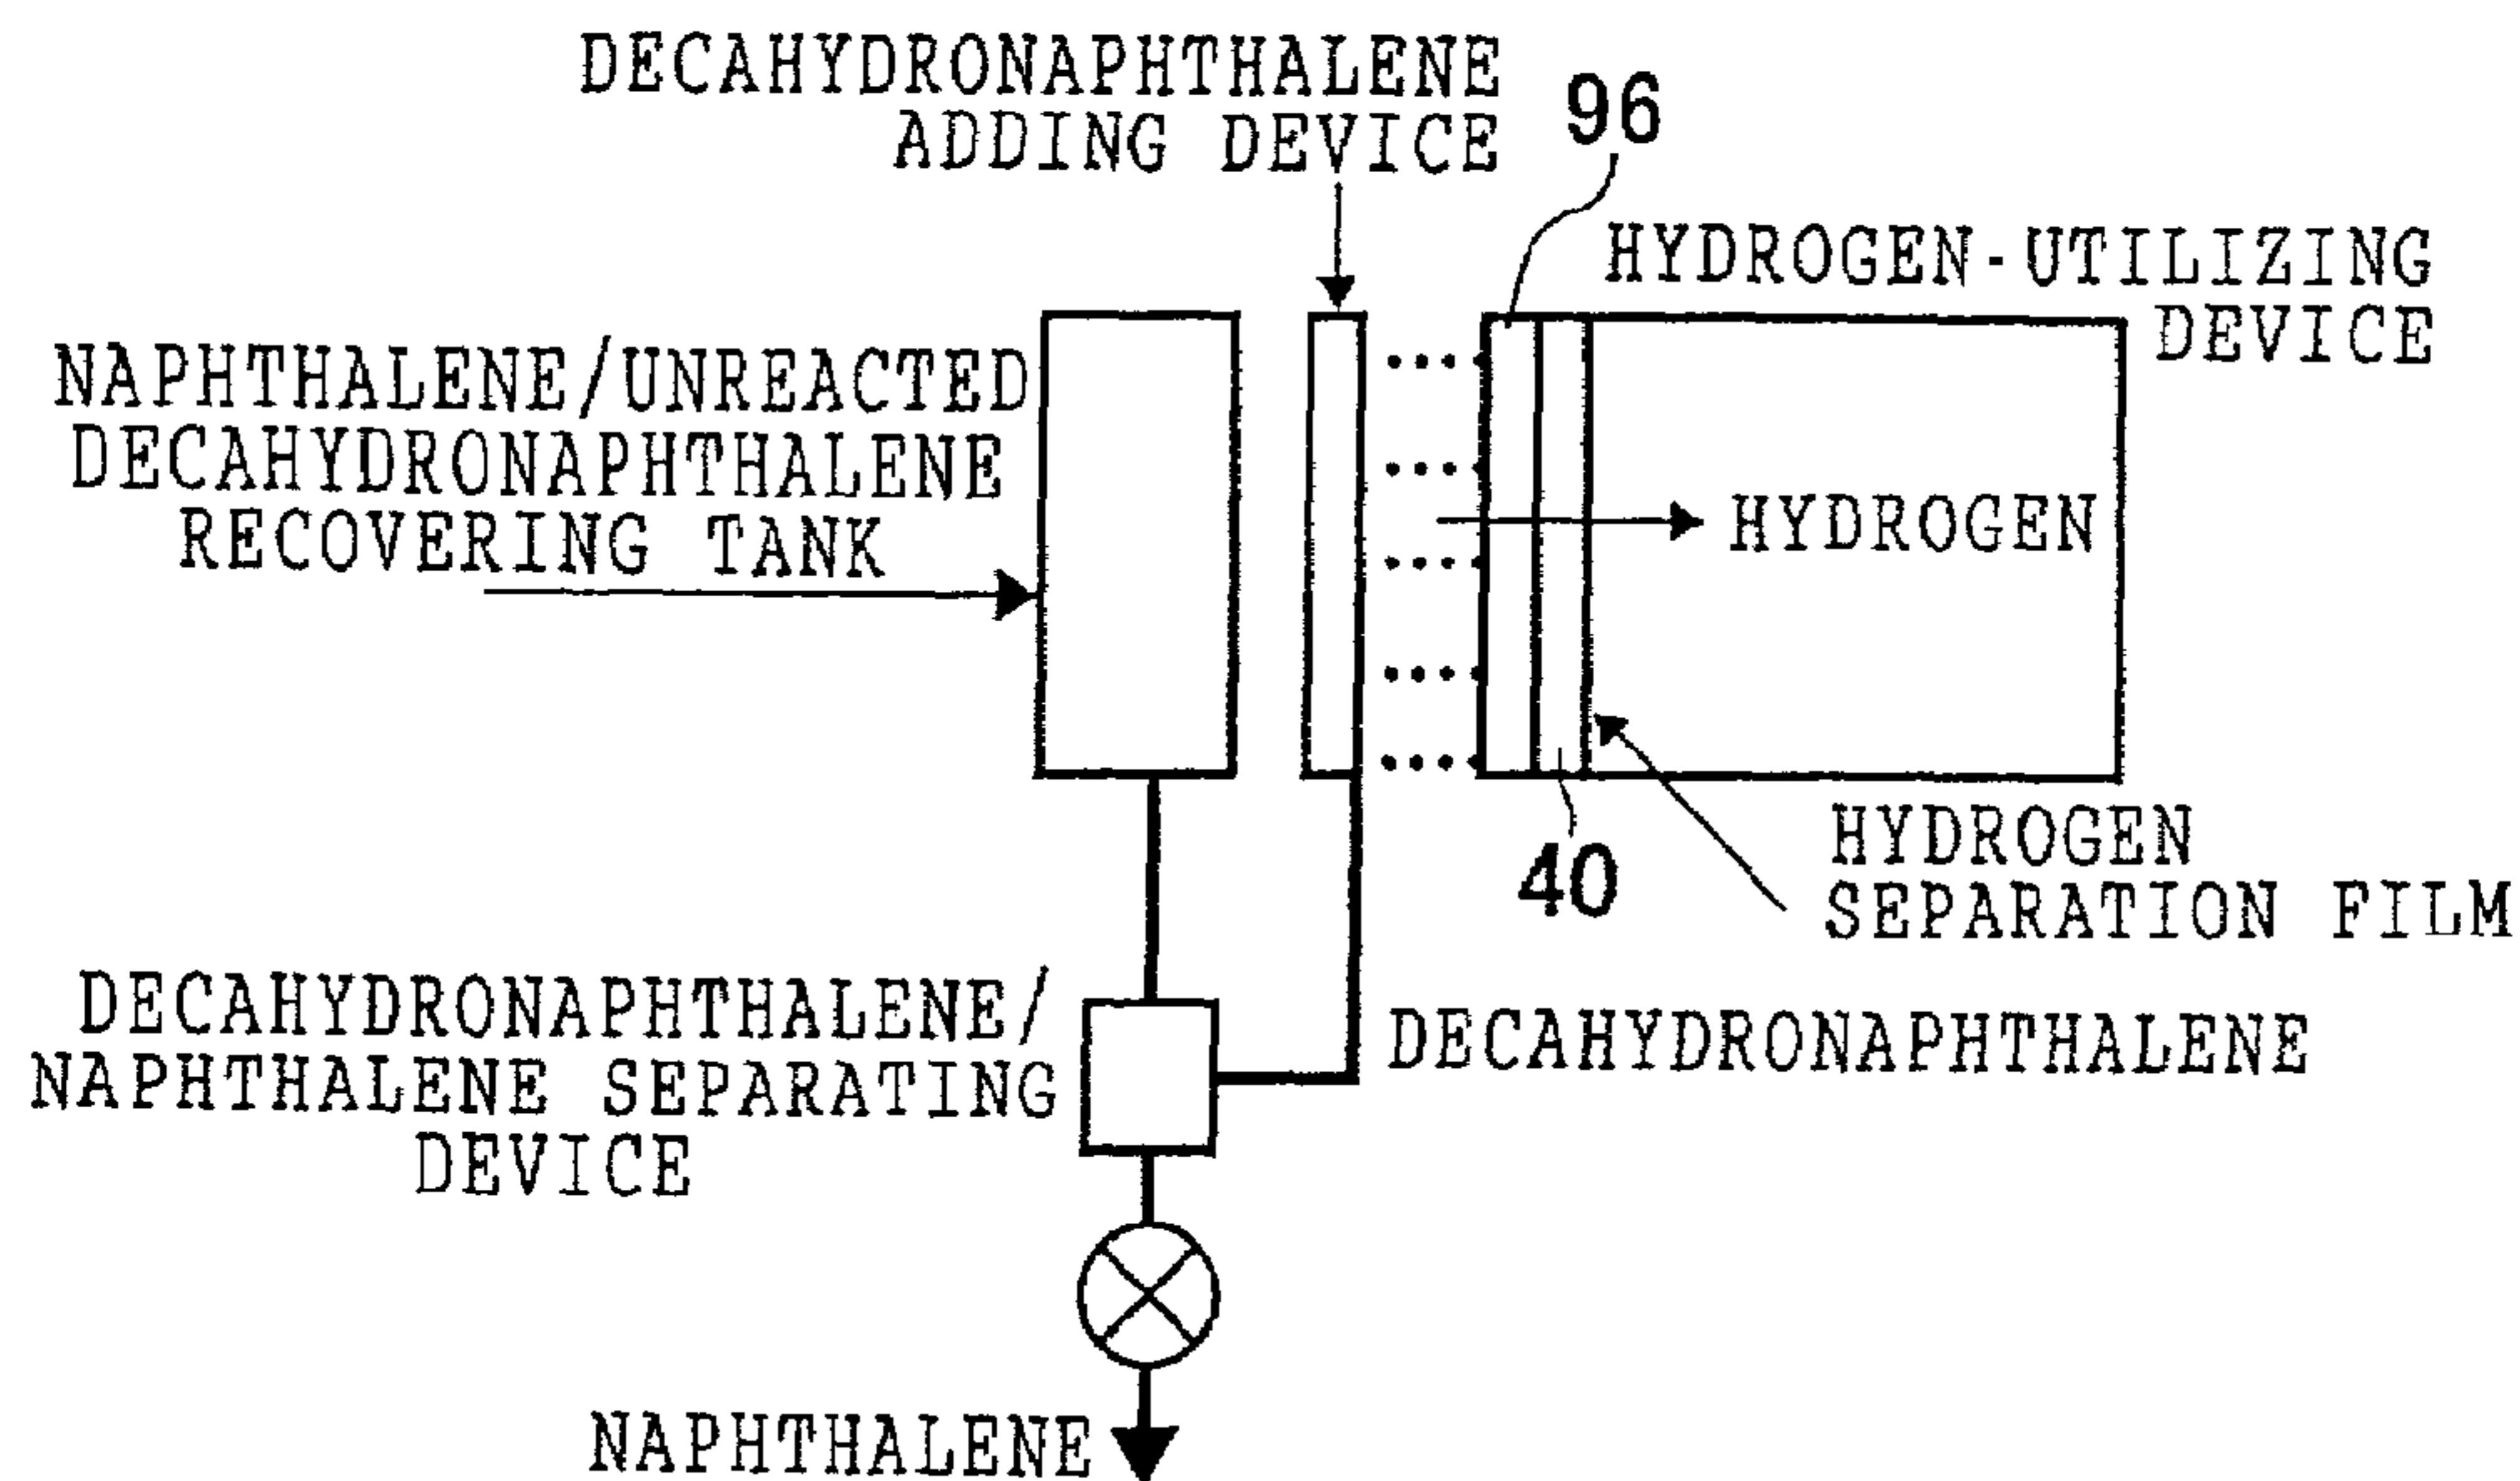 DECAHYDRONAPHTHALENE
ADDING DEVICE
96
HYDROGEN-UTILIZING
DEVICE
NAPHTHALENE/UNREACTED
DECAHYDRONAPHTHALENE
RECOVERING TANK
HYDROGEN
40
HYDROGEN
SEPARATION FILM
DECAHYDRONAPHTHALENE/
NAPHTHALENE SEPARATING
DEVICE
DECAHYDRONAPHTHALENE
NAPHTHALENE